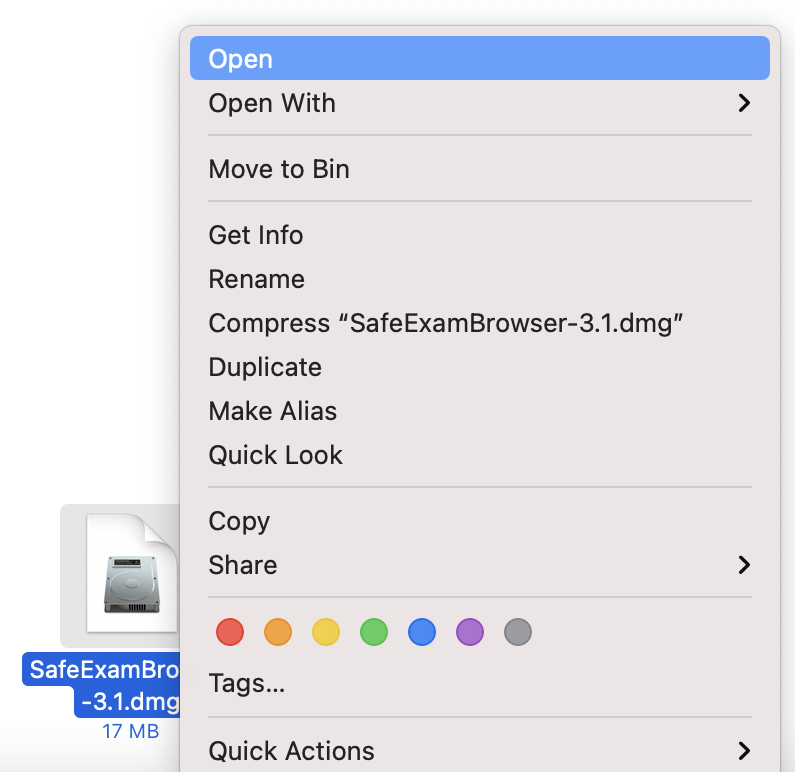 Open
Open With
Move to Bin
Get Info
Rename
Compress “SafeExamBrowser-3.1.dmg”
Duplicate
Make Alias
Quick Look
Copy
Share
Tags...
Quick Actions
SafeExamBro
-3.1.dmg
17 MB